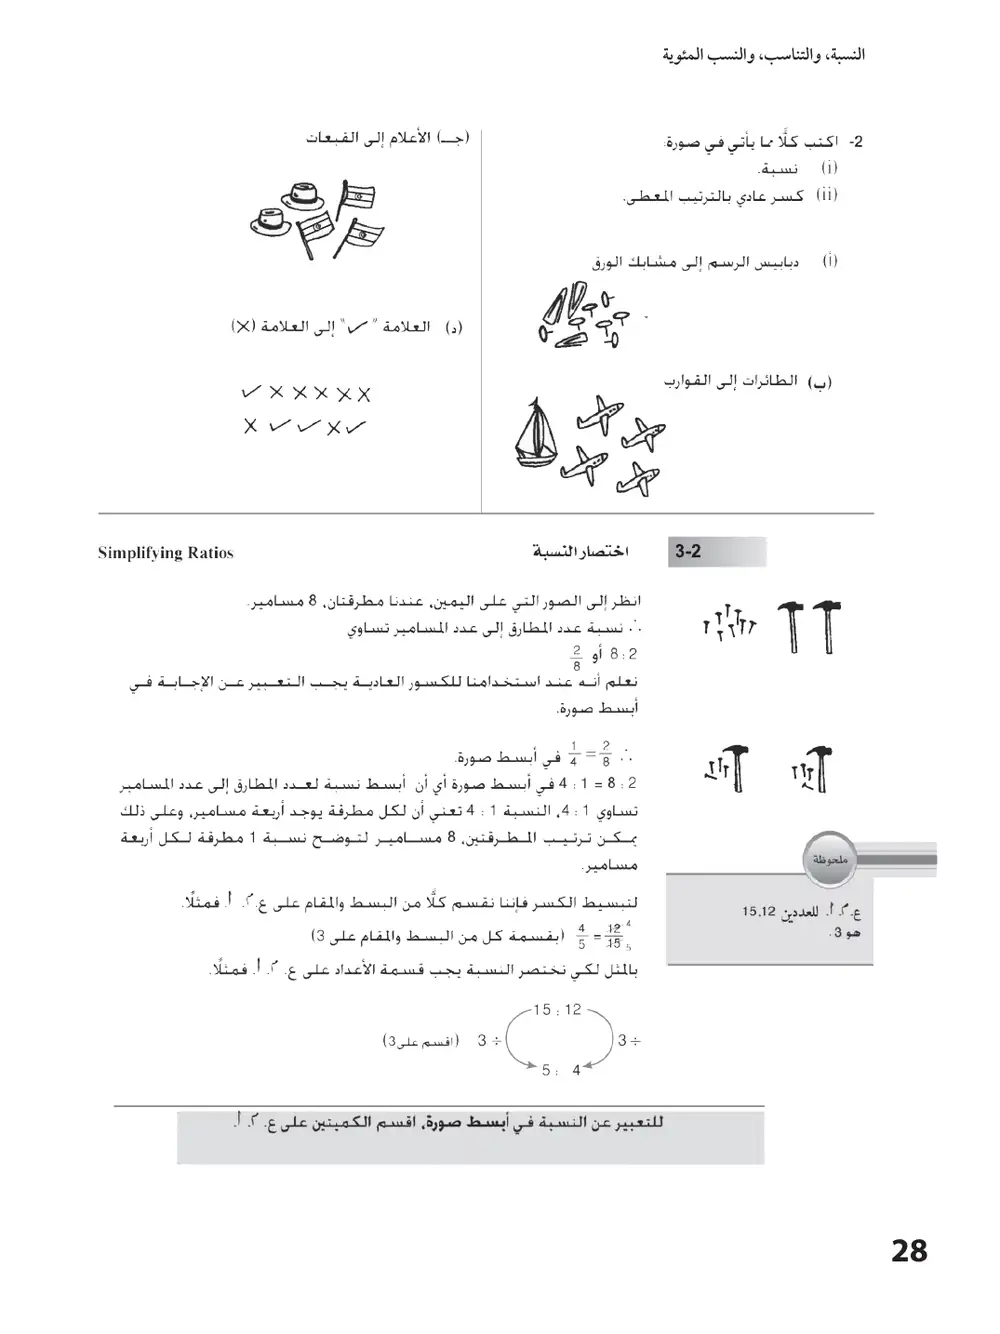 النسبة، والتناسب، والنسب المئوية
2- اكتب كلًّا مما يأتي في صورة:
(i) نسبة.
(ii) كسر عادي بالترتيب المعطى.
(أ) دبابيس الرسم إلى مشابك الورق
(ب) الطائرات إلى القوارب
(جـ) الأعلام إلى القبعات
(د) العلامة "✓" إلى العلامة (×)
✓ × × × × ×
× ✓ ✓ × ✓
3-2 اختصار النسبة Simplifying Ratios
انظر إلى الصور التي على اليمين، عندنا مطرقتان، 8 مسامير.
∴ نسبة عدد المطارق إلى عدد المسامير تساوي
2 : 8 أو 2/8
نعلم أنه عند استخدامنا للكسور العادية يجب التعبير عن الإجابة في
أبسط صورة.
∴ 2/8 = 1/4 في أبسط صورة.
2 : 8 = 1 : 4 في أبسط صورة أي أن أبسط نسبة لعدد المطارق إلى عدد المسامير
تساوي 1 : 4، النسبة 1 : 4 تعني أن لكل مطرقة يوجد أربعة مسامير، وعلى ذلك
يمكن ترتيب المطرقتين، 8 مسامير لتوضح نسبة 1 مطرقة لكل أربعة
مسامير.
ملحوظة
ع. ك. أ. للعددين 15,12
هو 3.
لتبسيط الكسر فإننا نقسم كلًّا من البسط والمقام على ع. ك. أ. فمثلًا.
12/15 4 5 = 4/5 (بقسمة كل من البسط والمقام على 3)
بالمثل لكي نختصر النسبة يجب قسمة الأعداد على ع. ك. أ. فمثلًا.
12 : 15
÷ 3 ÷ 3 (اقسم على 3)
4 : 5
للتعبير عن النسبة في أبسط صورة، اقسم الكميتين على ع. ك. أ.
28